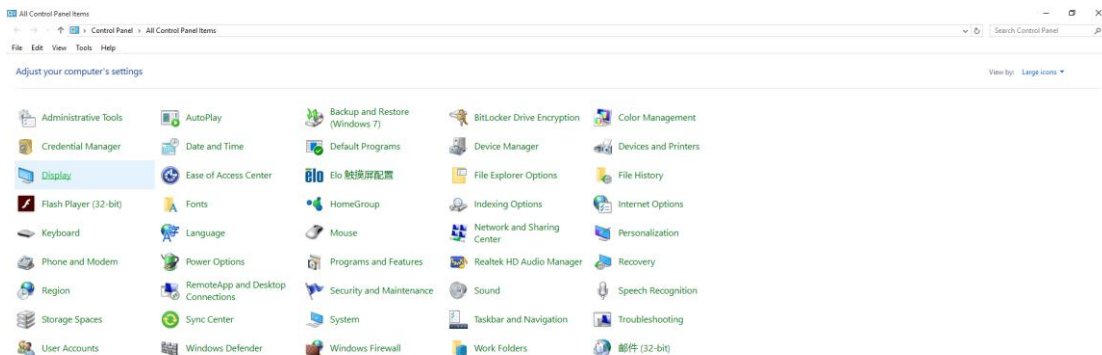 All Control Panel Items
Control Panel > All Control Panel Items
Search Control Panel
File Edit View Tools Help
Adjust your computer's settings
View by: Large icons
Administrative Tools
AutoPlay
Backup and Restore
(Windows 7)
BitLocker Drive Encryption
Color Management
Credential Manager
Date and Time
Default Programs
Device Manager
Devices and Printers
Display
Ease of Access Center
elo
Elo 触摸屏配置
File Explorer Options
File History
Flash Player (32-bit)
Fonts
HomeGroup
Indexing Options
Internet Options
Keyboard
Language
Mouse
Network and Sharing
Center
Personalization
Phone and Modem
Power Options
Programs and Features
Realtek HD Audio Manager
Recovery
Region
RemoteApp and Desktop
Connections
Security and Maintenance
Sound
Speech Recognition
Storage Spaces
Sync Center
System
Taskbar and Navigation
Troubleshooting
User Accounts
Windows Defender
Windows Firewall
Work Folders
邮件 (32-bit)